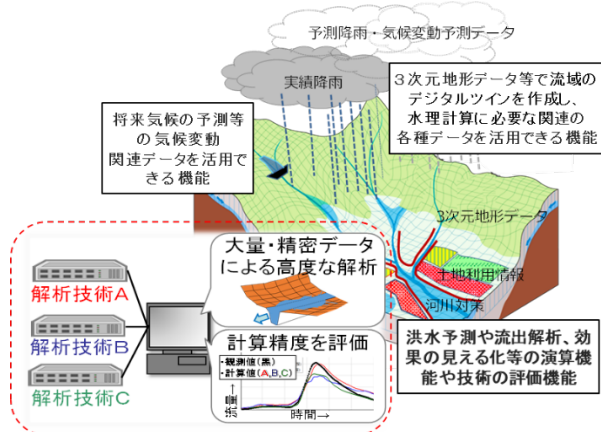 予測降雨・気候変動予測データ
実績降雨
3次元地形データ等で流域の
デジタルツインを作成し、
水理計算に必要な関連の
各種データを活用できる機能
将来気候の予測等
の気候変動
関連データを活用で
きる機能
3次元地形データ
大量・精密データ
による高度な解析
土地利用情報
河川対策
解析技術A
解析技術B
解析技術C
計算精度を評価
・観測値(黒)
・計算値(A,B,C)
流量→
時間→
洪水予測や流出解析、効
果の見える化等の演算機
能や技術の評価機能